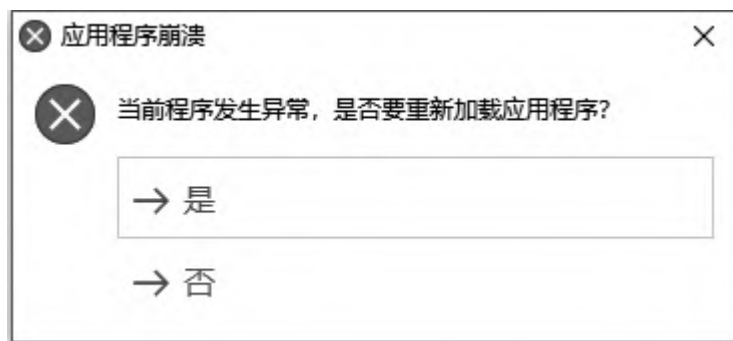 应用程序崩溃
当前程序发生异常，是否要重新加载应用程序?
→ 是
→ 否